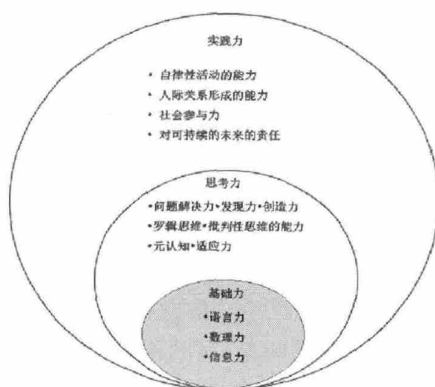 实践力
• 自律性活动的能力
• 人际关系形成的能力
• 社会参与力
• 对可持续的未来的责任
思考力
•问题解决力•发现力•创造力
•罗辑思维•批判性思维的能力
•元认知•适应力
基础力
•语言力
•数理力
•信息力